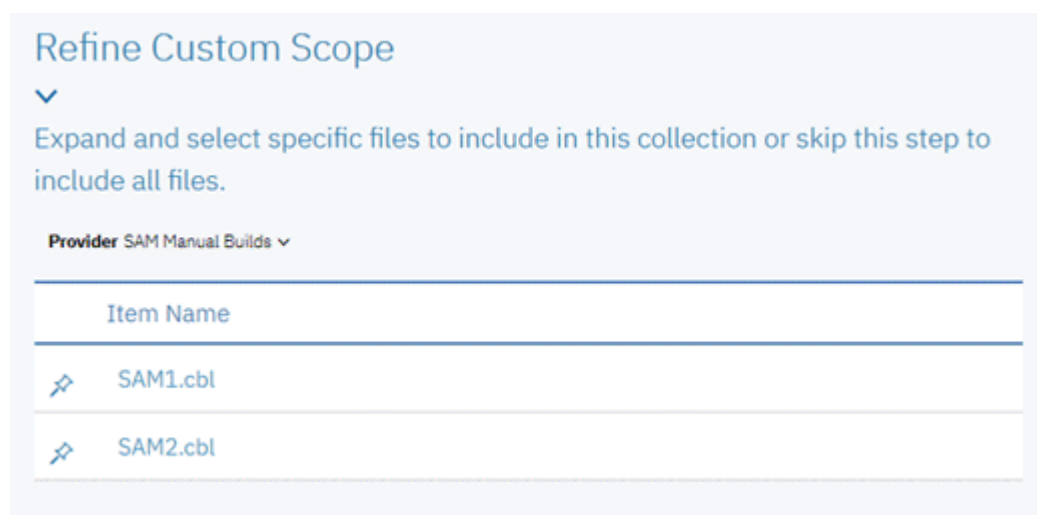 Refine Custom Scope
Expand and select specific files to include in this collection or skip this step to
include all files.
Provider SAM Manual Builds
Item Name
SAM1.cbl
SAM2.cbl